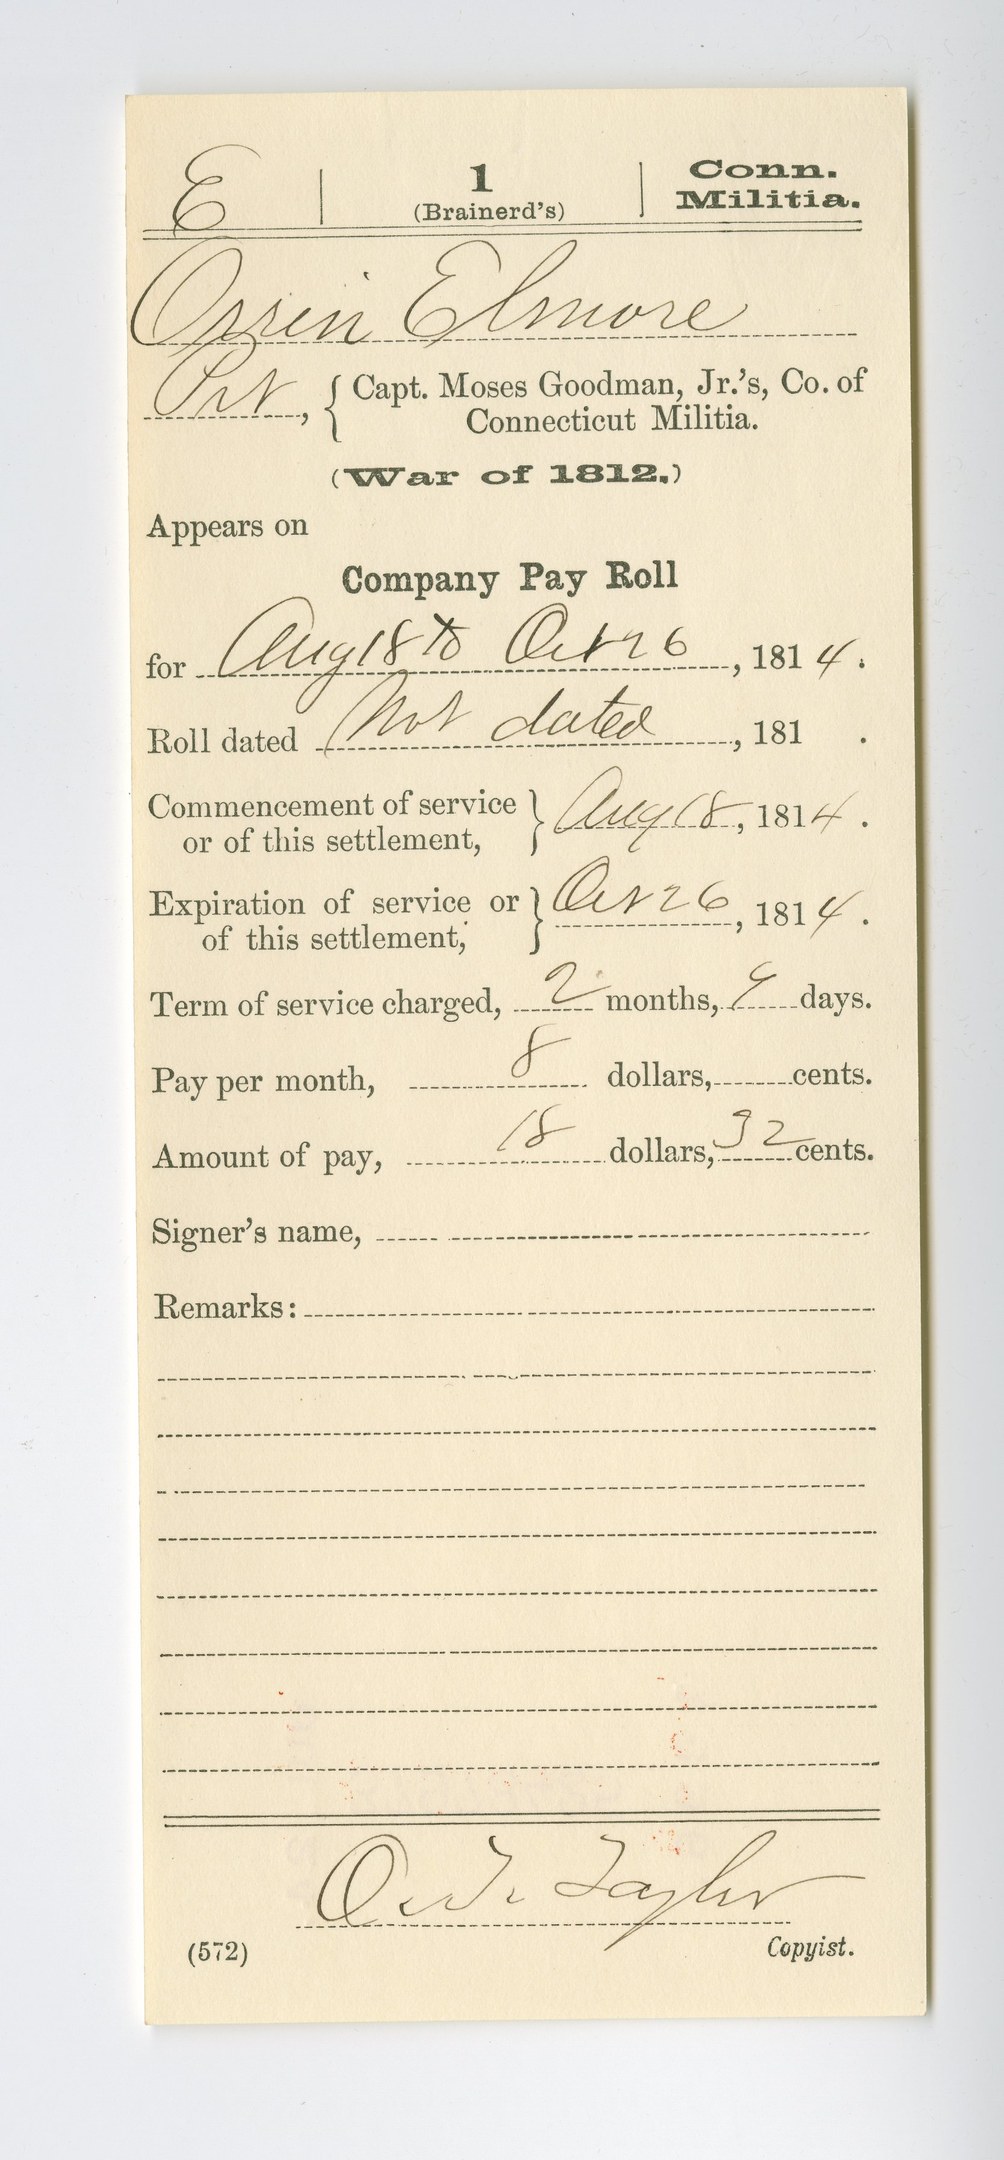 E | 1 | Conn.
(Brainerd's) Militia.
Orrin Elmore
Pvt, { Capt. Moses Goodman, Jr.'s, Co. of
Connecticut Militia.
(War of 1812.)
Appears on
Company Pay Roll
for Aug 18 to Oct 26, 1814.
Roll dated Not dated, 181 .
Commencement of service
or of this settlement, } Aug 18, 1814.
Expiration of service or
of this settlement, } Oct 26, 1814.
Term of service charged, 2 months, 9 days.
Pay per month, 8 dollars, cents.
Amount of pay, 18 dollars, 32 cents.
Signer's name,
Remarks:
O. T. Taylor
(572) Copyist.